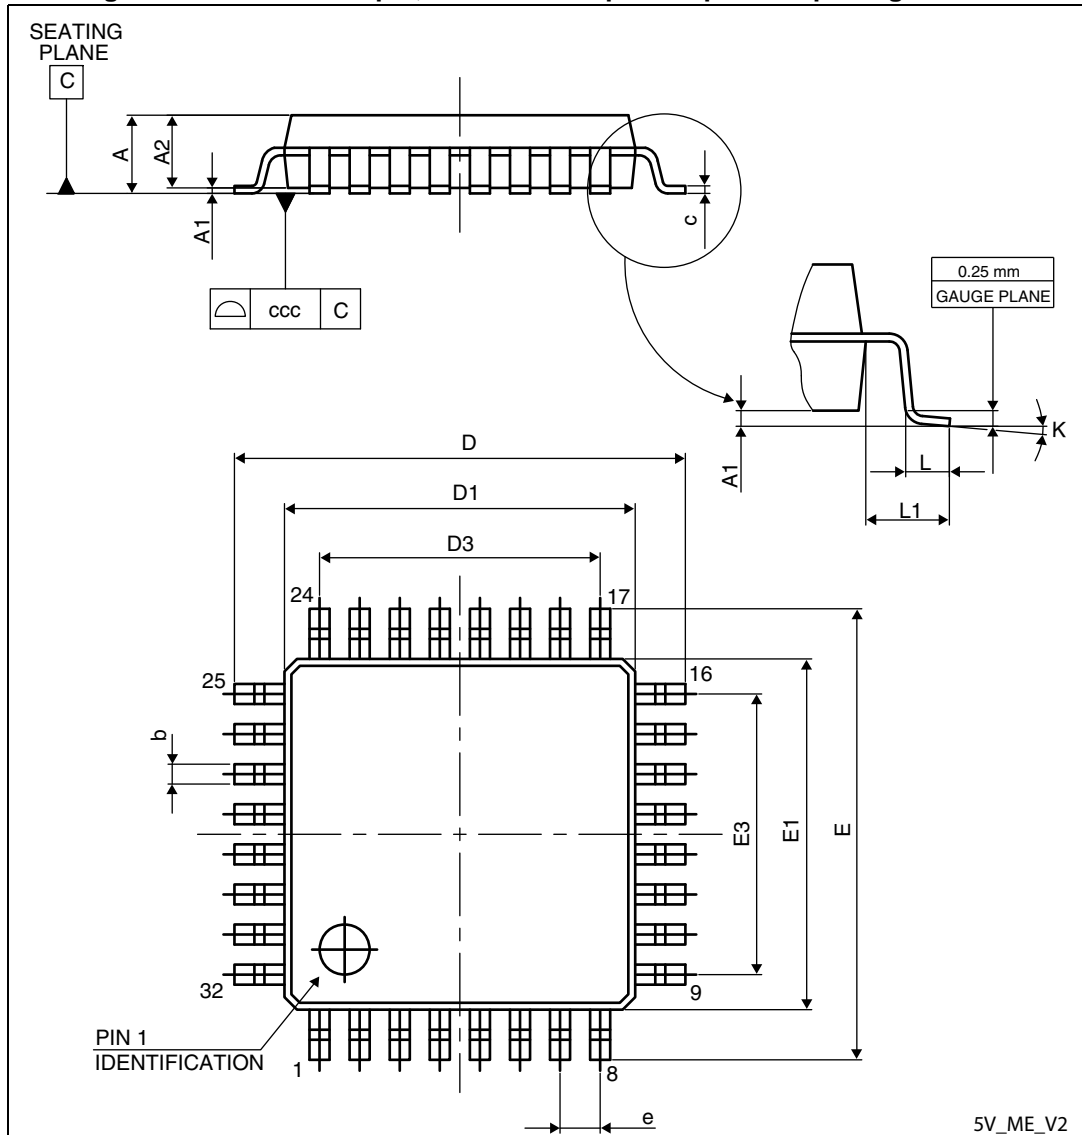 SEATING
PLANE
C
A
A2
A1
c
ccc C
0.25 mm
GAUGE PLANE
A1
K
L
L1
D
D1
D3
24
17
25
16
b
E3
E1
E
32
9
PIN 1
IDENTIFICATION
1
8
e
5V_ME_V2